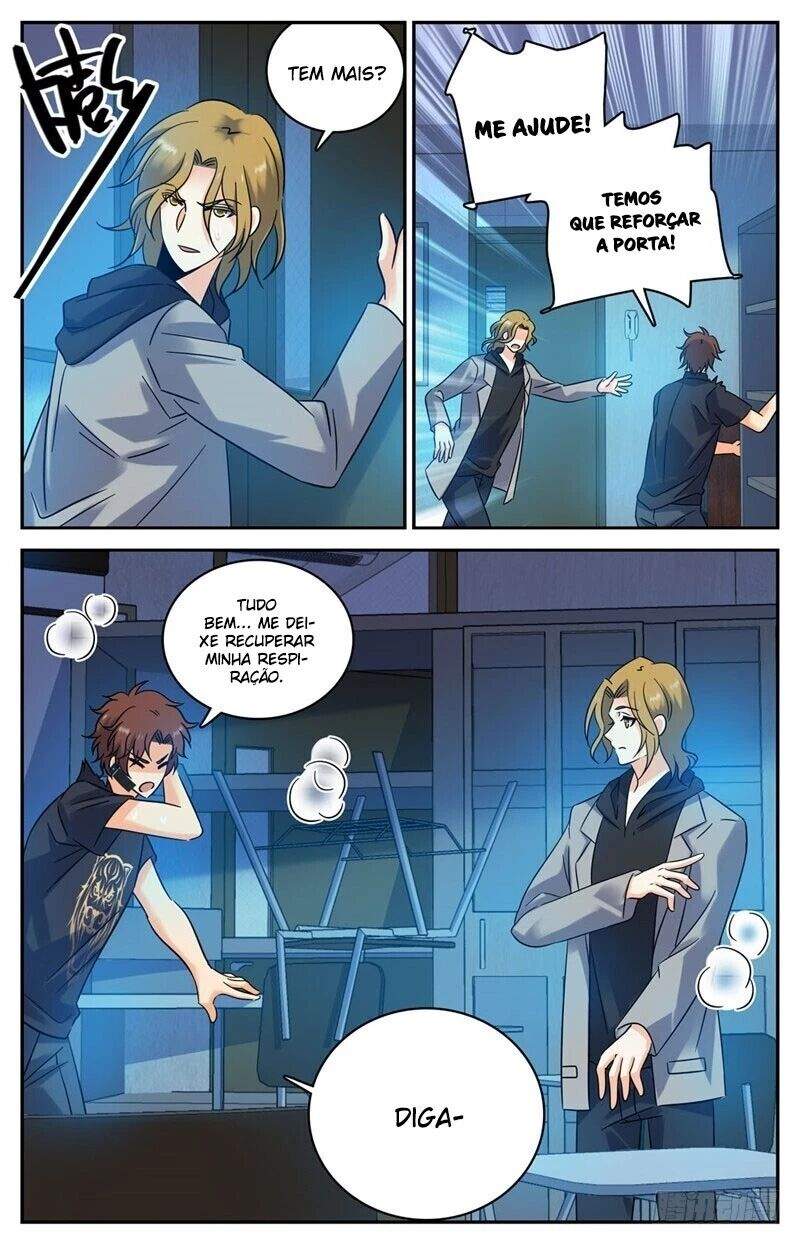 TEM MAIS?
ME AJUDE!
TEMOS
QUE REFORÇAR
A PORTA!
TUDO
BEM... ME DEI-
XE RECUPERAR
MINHA RESPI-
RAÇÃO.
DIGA-